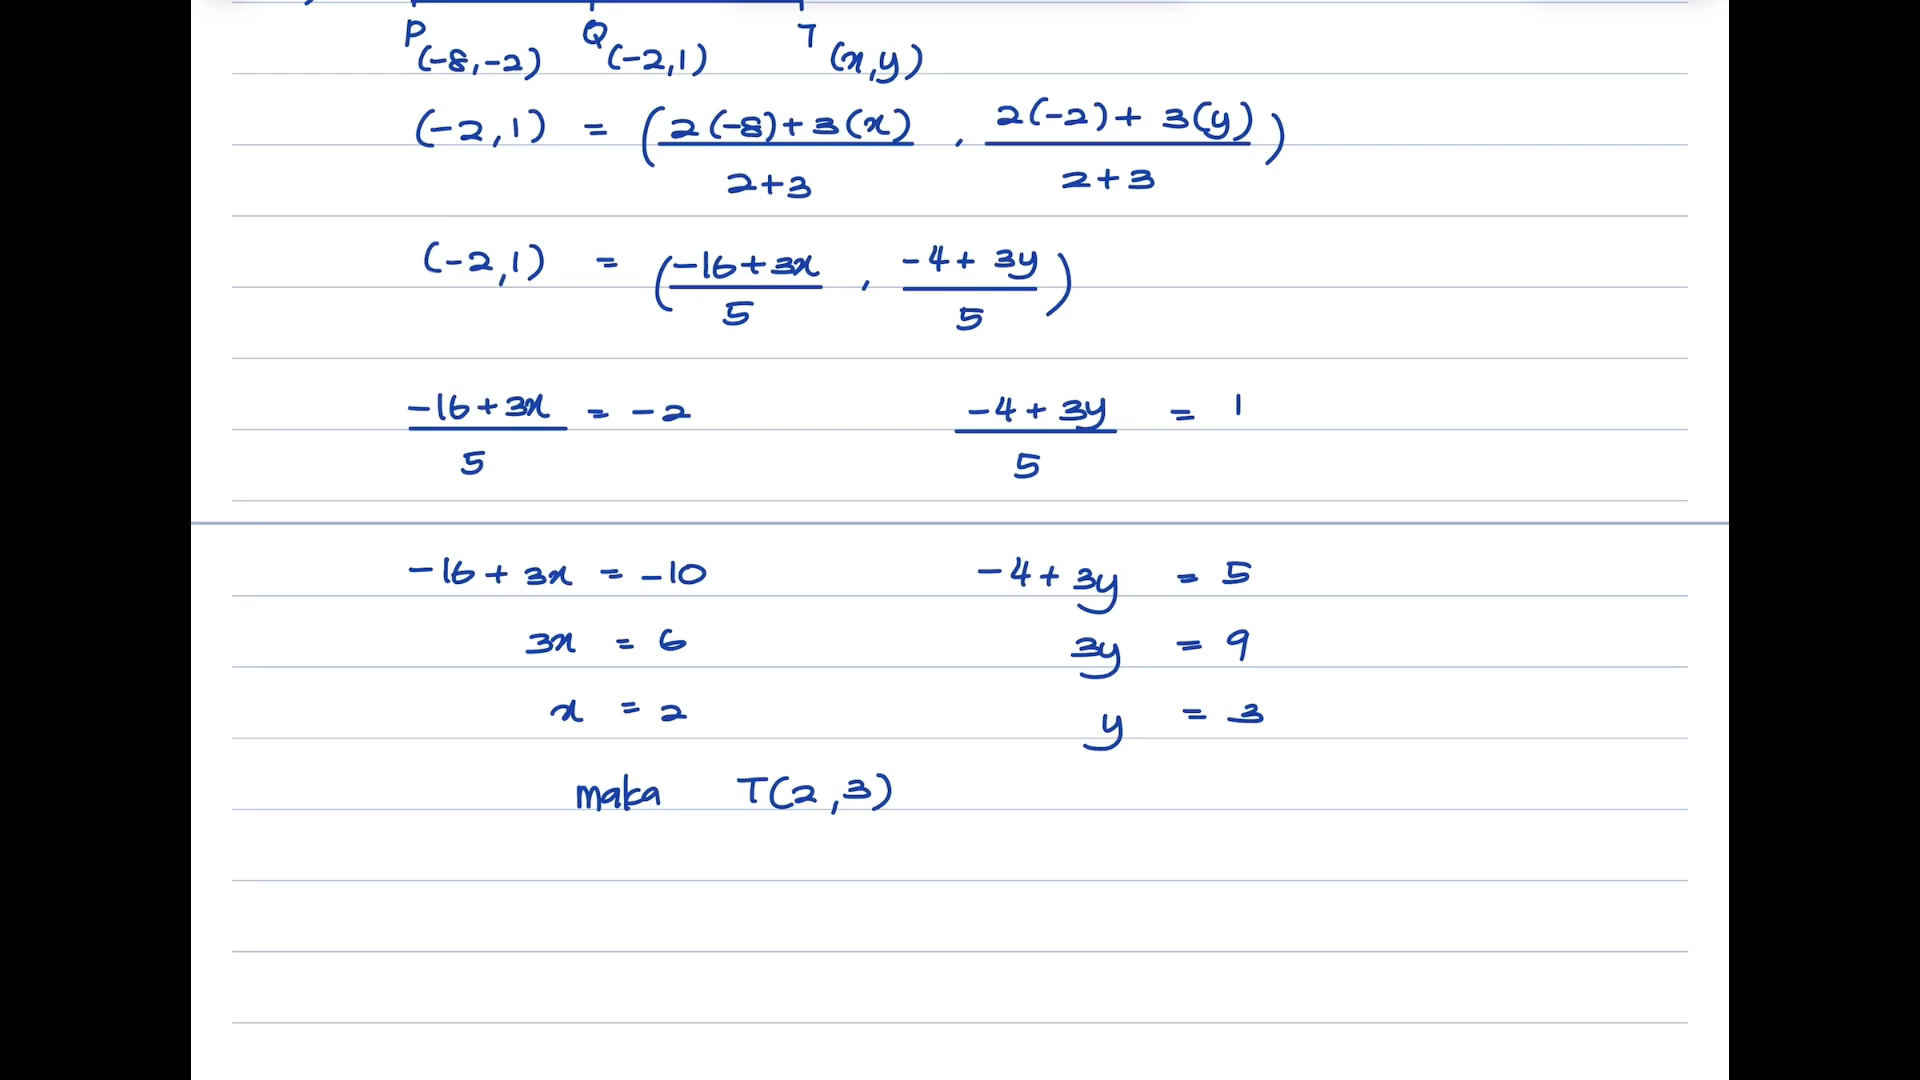 P Q T
(-8,-2) (-2,1) (x,y)
(-2,1) = (2(-8)+3(x)/2+3 , 2(-2)+3(y)/2+3)
(-2,1) = (-16+3x/5 , -4+3y/5)
-16+3x/5 = -2 -4+3y/5 = 1
-16+3x = -10 -4+3y = 5
3x = 6 3y = 9
x = 2 y = 3
maka T(2,3)